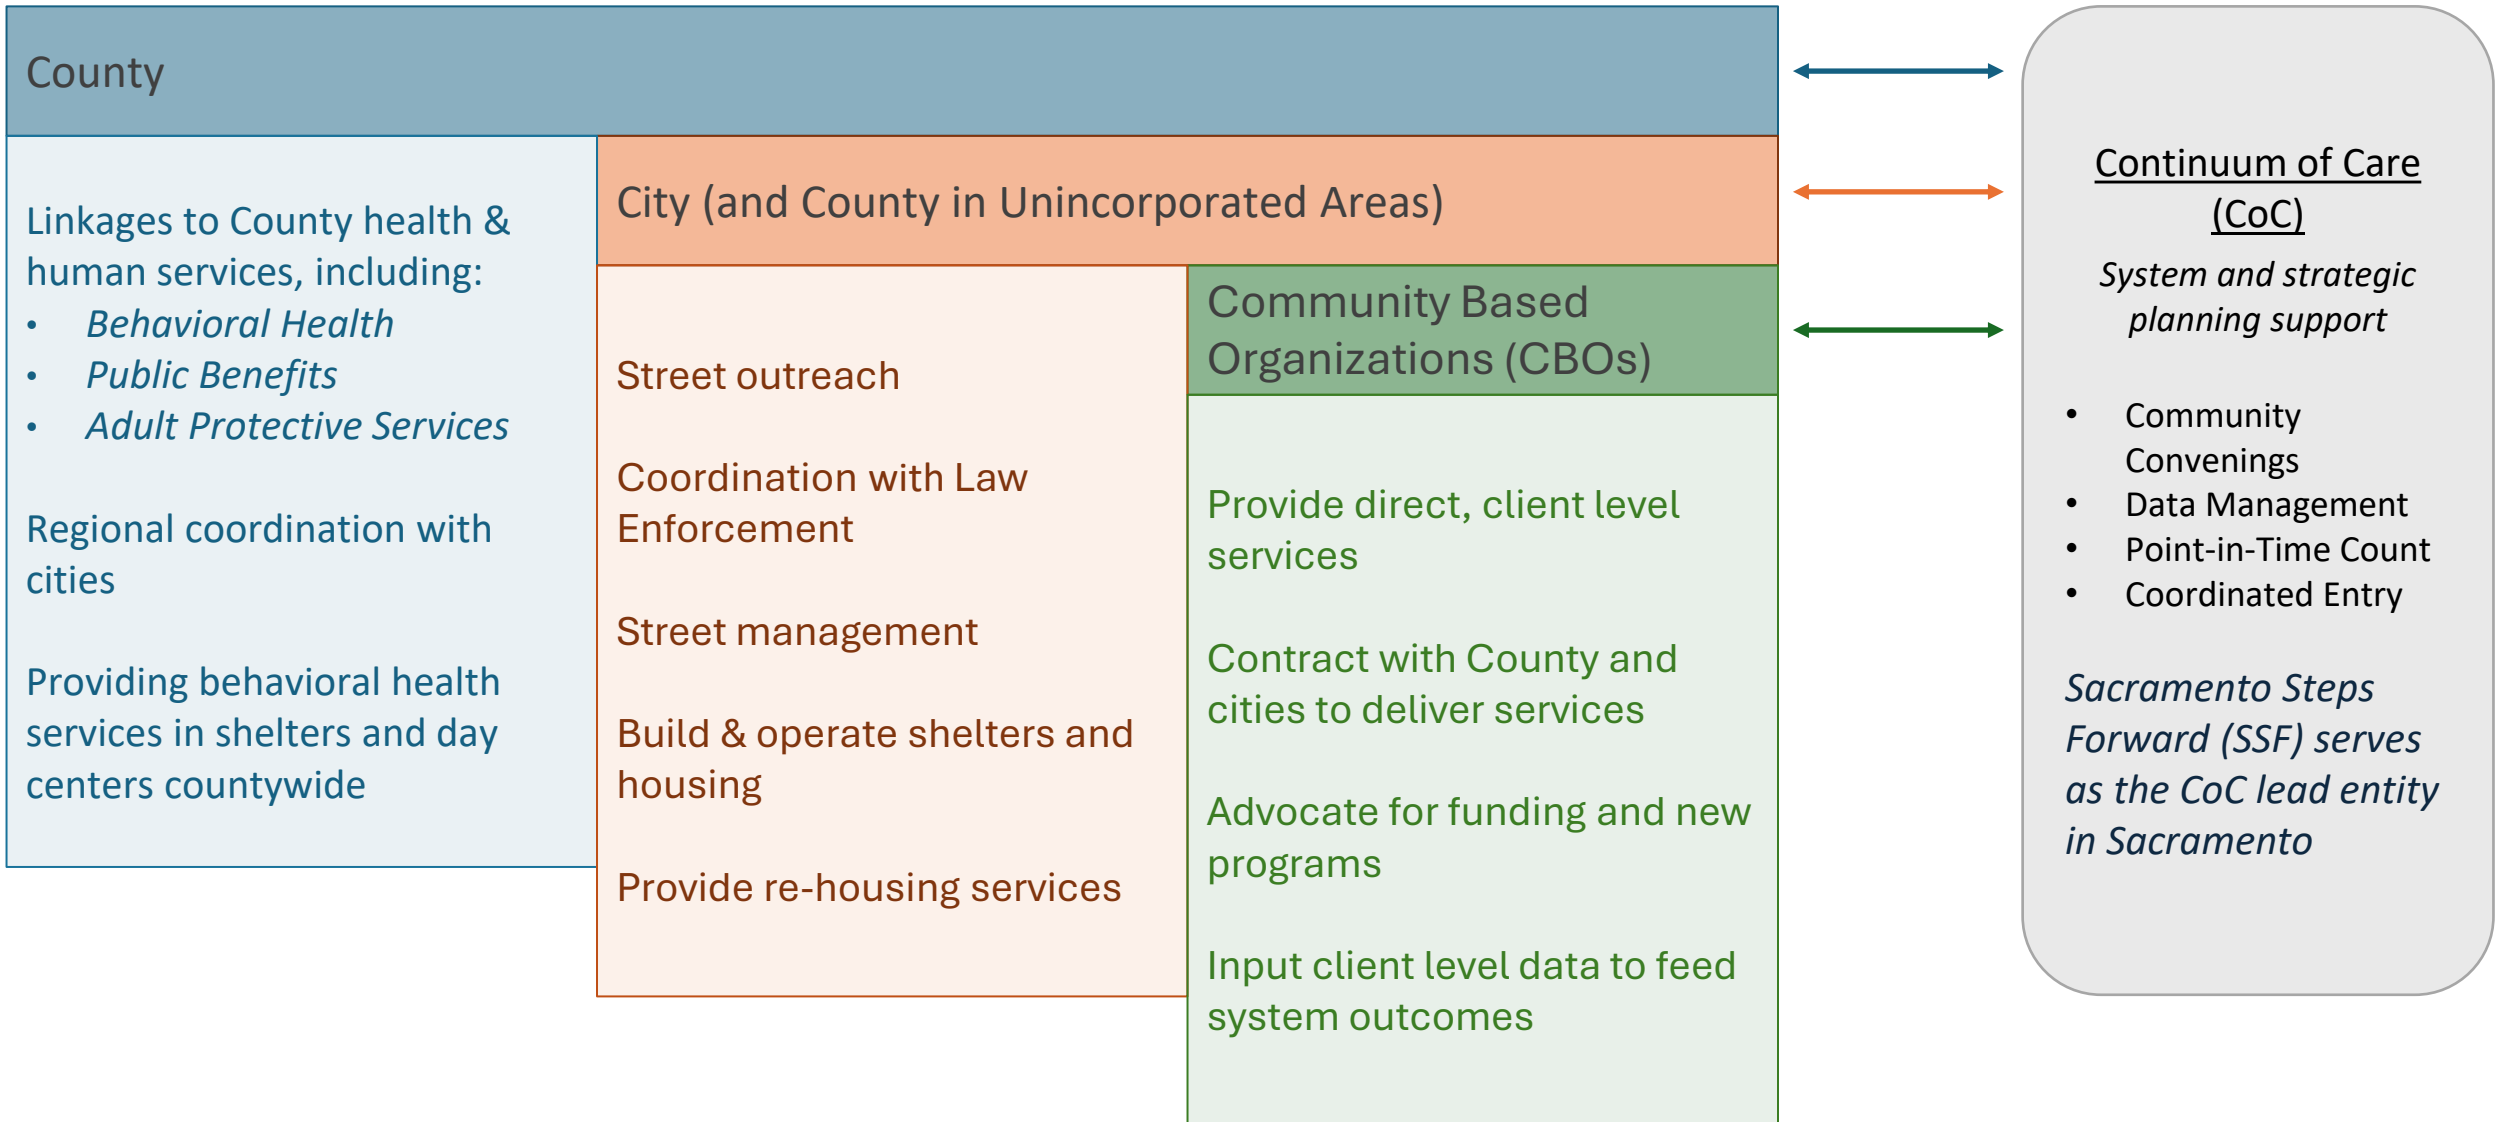 County
Linkages to County health &
human services, including:
• Behavioral Health
• Public Benefits
• Adult Protective Services
Regional coordination with
cities
Providing behavioral health
services in shelters and day
centers countywide
City (and County in Unincorporated Areas)
Street outreach
Coordination with Law
Enforcement
Street management
Build & operate shelters and
housing
Provide re-housing services
Community Based
Organizations (CBOs)
Provide direct, client level
services
Contract with County and
cities to deliver services
Advocate for funding and new
programs
Input client level data to feed
system outcomes
Continuum of Care
(CoC)
System and strategic
planning support
• Community
Convenings
• Data Management
• Point-in-Time Count
• Coordinated Entry
Sacramento Steps
Forward (SSF) serves
as the CoC lead entity
in Sacramento